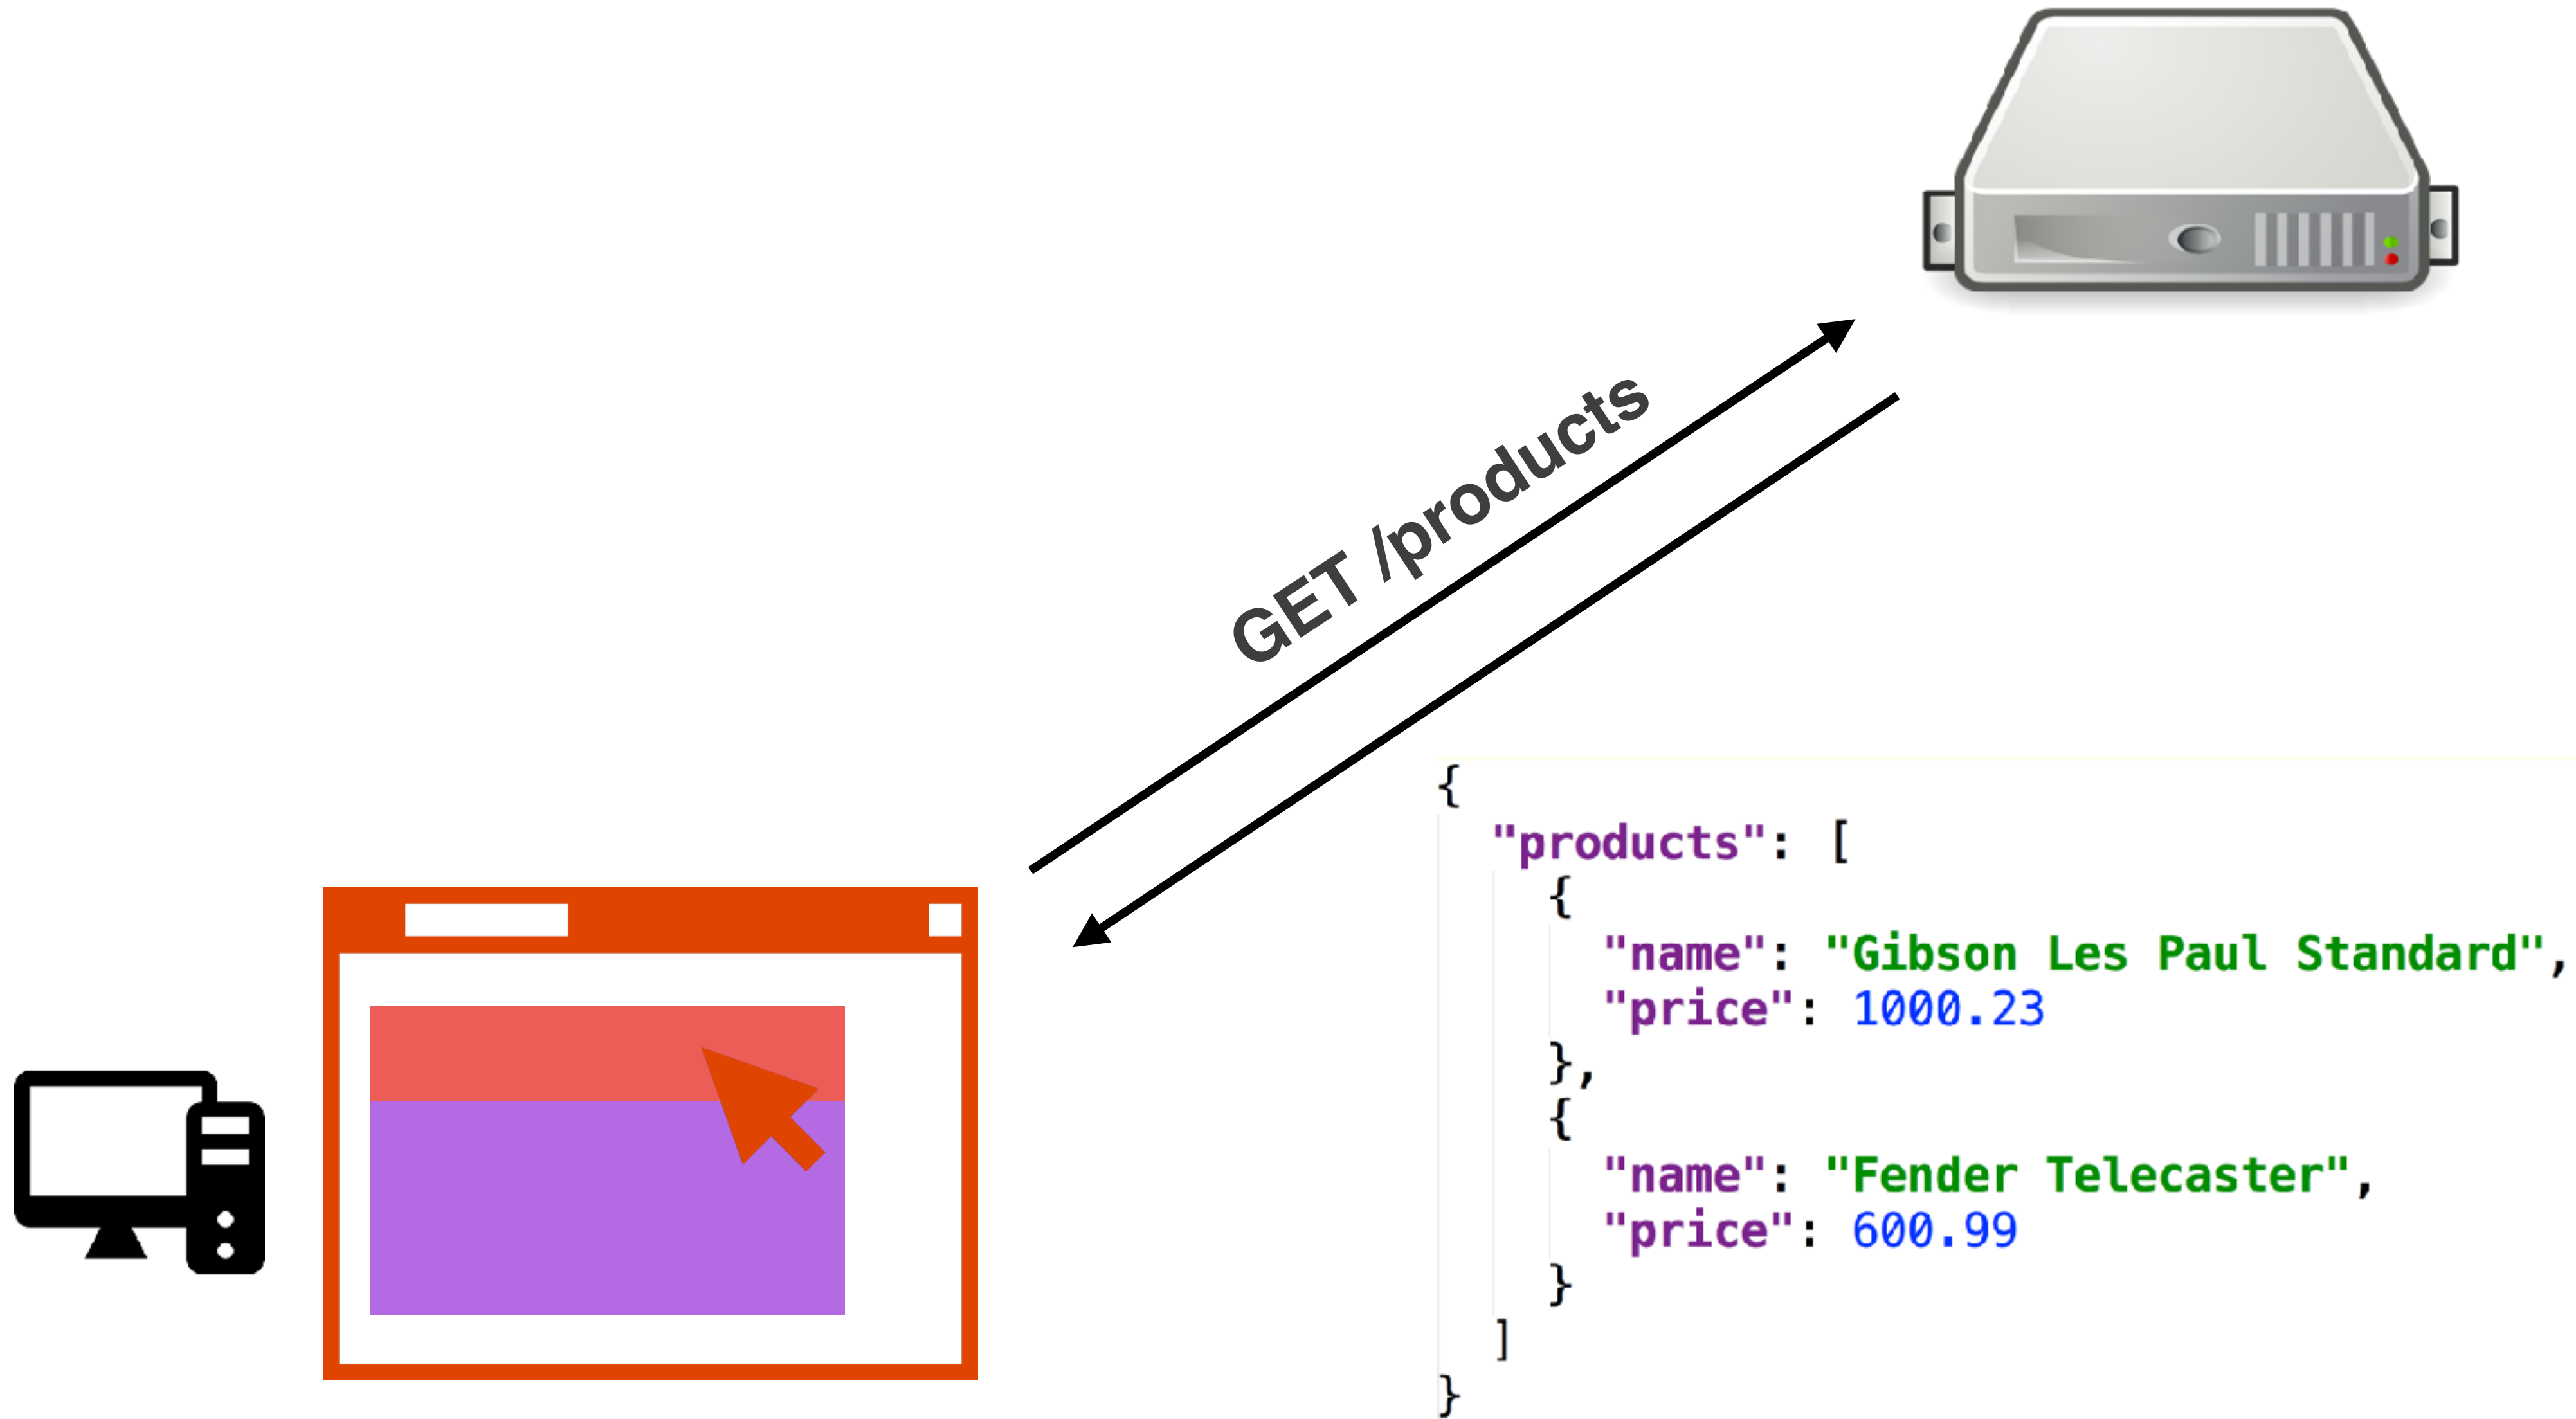 GET /products
{
"products": [
{
"name": "Gibson Les Paul Standard",
"price": 1000.23
},
{
"name": "Fender Telecaster",
"price": 600.99
}
]
}